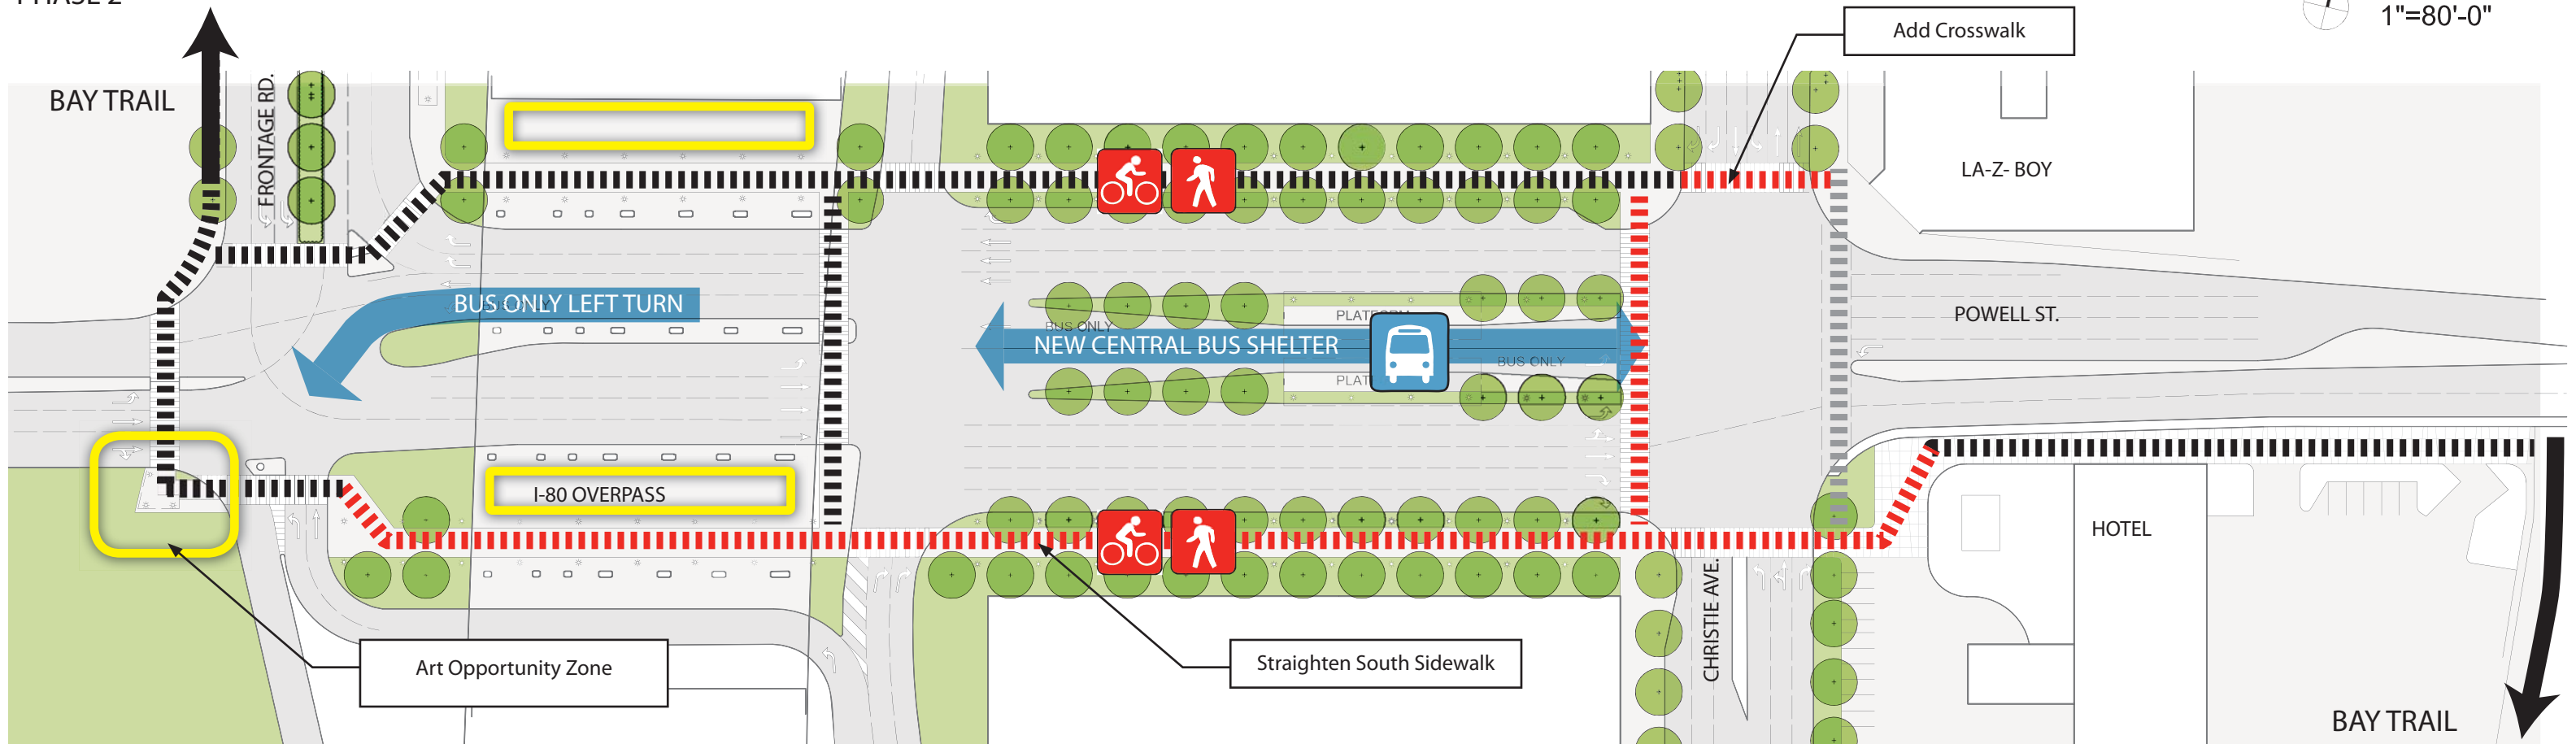 PHASE 2
1"=80'-0"
Add Crosswalk
BAY TRAIL
FRONTAGE RD.
LA-Z- BOY
BUS ONLY LEFT TURN
POWELL ST.
PLATFORM
BUS ONLY
NEW CENTRAL BUS SHELTER
BUS ONLY
I-80 OVERPASS
HOTEL
CHRISTIE AVE.
Art Opportunity Zone
Straighten South Sidewalk
BAY TRAIL